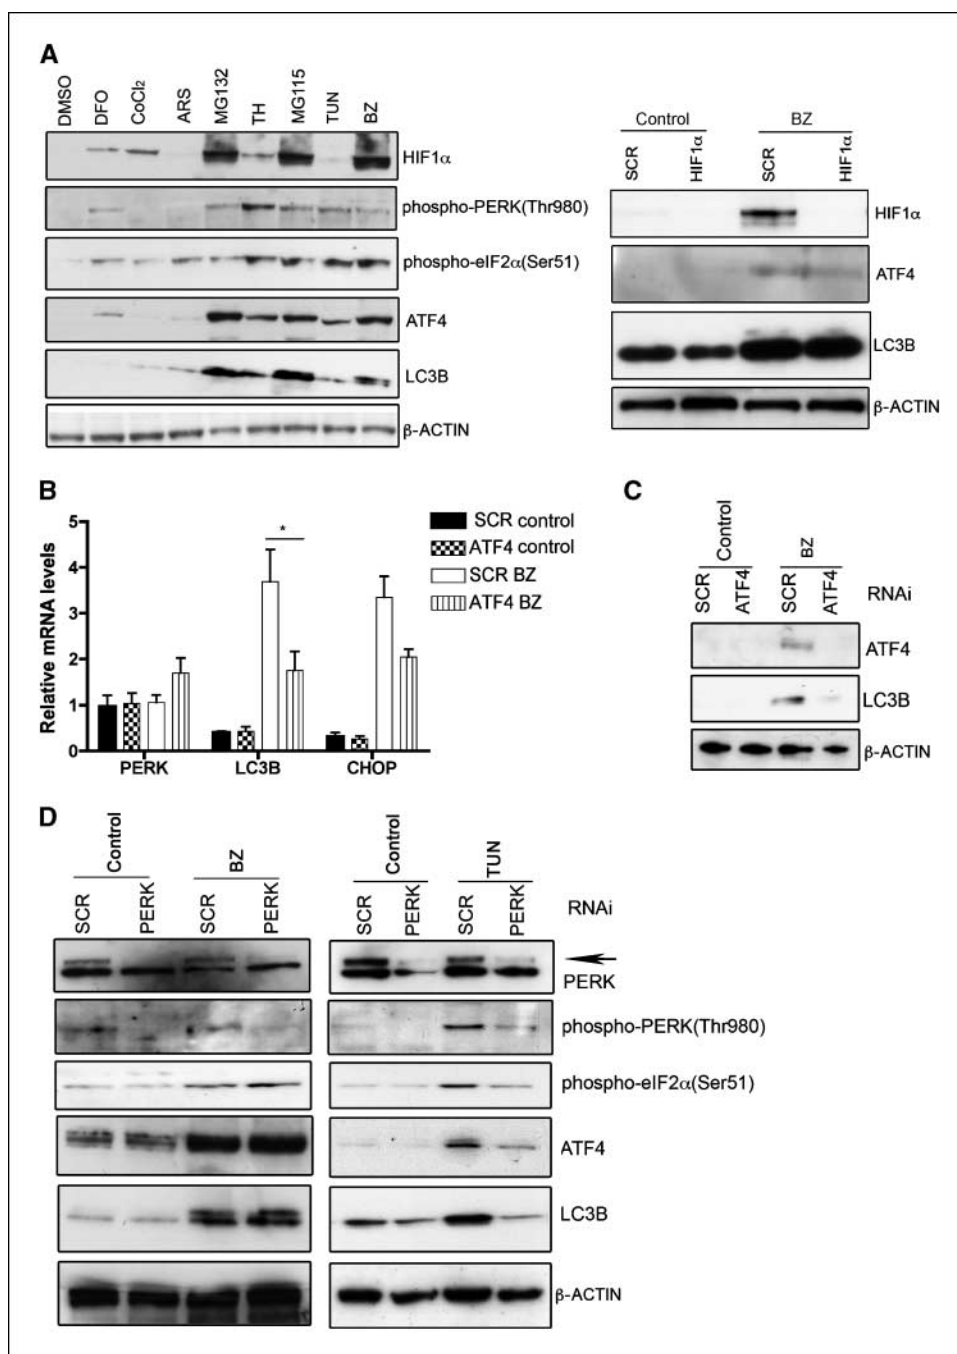 A
DMSO
DFO
CoCl₂
ARS
MG132
TH
MG115
TUN
BZ
HIF1α
phospho-PERK(Thr980)
phospho-eIF2α(Ser51)
ATF4
LC3B
β-ACTIN
Control BZ
SCR HIF1α SCR HIF1α
HIF1α
ATF4
LC3B
β-ACTIN
B
Relative mRNA levels
5
4
3
2
1
0
*
PERK LC3B CHOP
SCR control
ATF4 control
SCR BZ
ATF4 BZ
C
Control BZ
SCR ATF4 SCR ATF4 RNAi
ATF4
LC3B
β-ACTIN
D
Control BZ Control TUN
SCR PERK SCR PERK SCR PERK SCR PERK RNAi
PERK
phospho-PERK(Thr980)
phospho-eIF2α(Ser51)
ATF4
LC3B
β-ACTIN